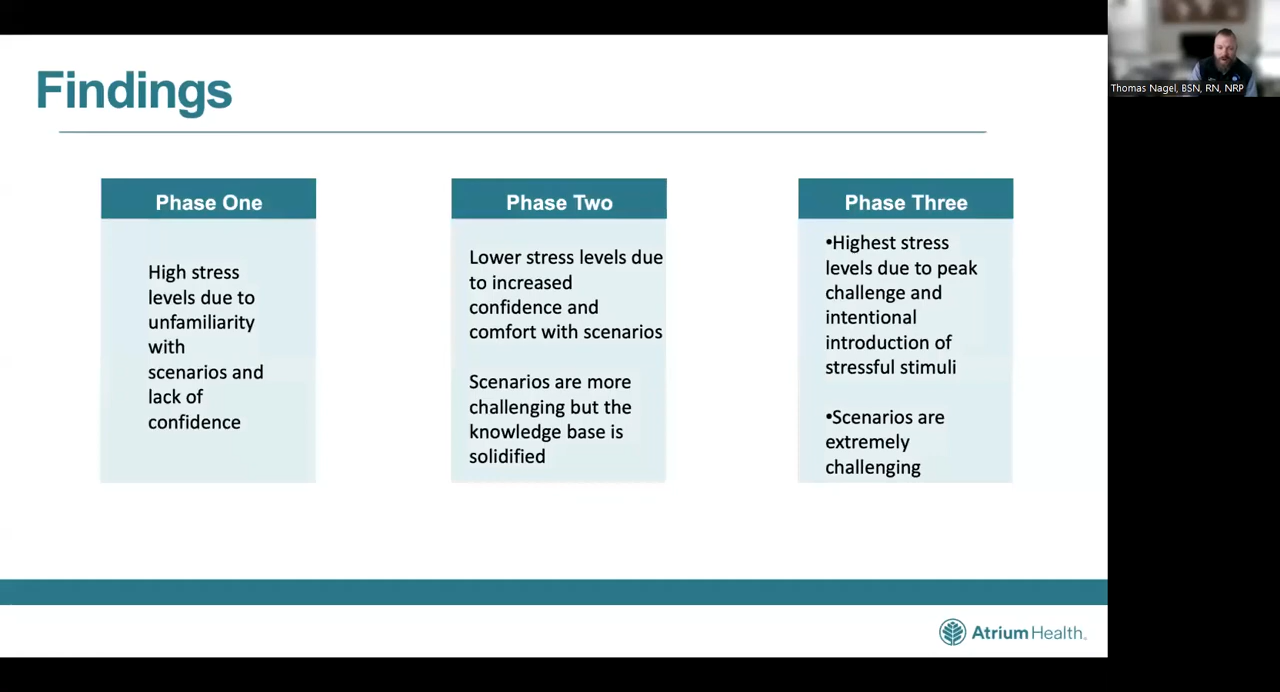 Findings
Thomas Nagel, BSN, RN, NRP
Phase One
High stress
levels due to
unfamiliarity
with
scenarios and
lack of
confidence
Phase Two
Lower stress levels due
to increased
confidence and
comfort with scenarios
Scenarios are more
challenging but the
knowledge base is
solidified
Phase Three
•Highest stress
levels due to peak
challenge and
intentional
introduction of
stressful stimuli
•Scenarios are
extremely
challenging
Atrium Health.